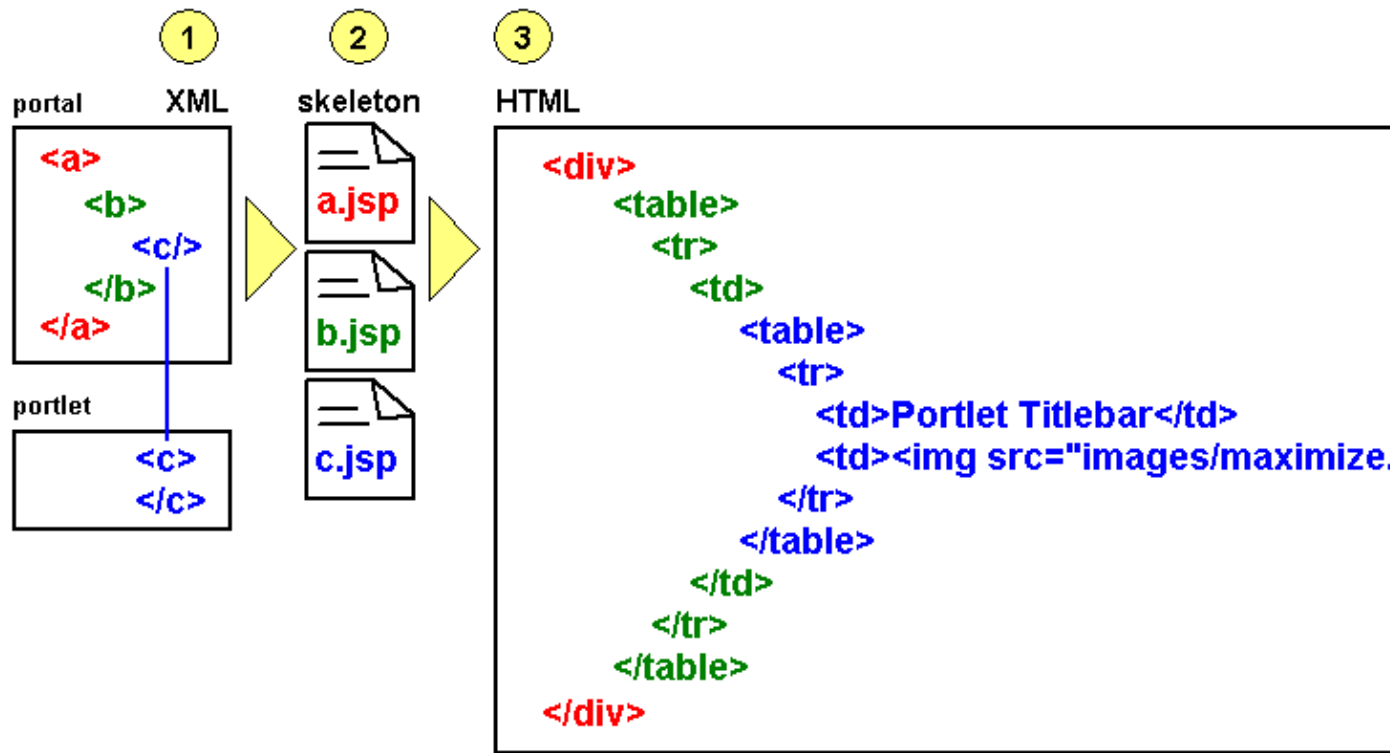 1 2 3
portal XML skeleton HTML
<a>
<b>
<c/>
</b>
</a>
portlet
<c>
</c>
a.jsp
b.jsp
c.jsp
<div>
<table>
<tr>
<td>
<table>
<tr>
<td>Portlet Titlebar</td>
<td><img src="images/maximize.
</tr>
</table>
</td>
</tr>
</table>
</div>